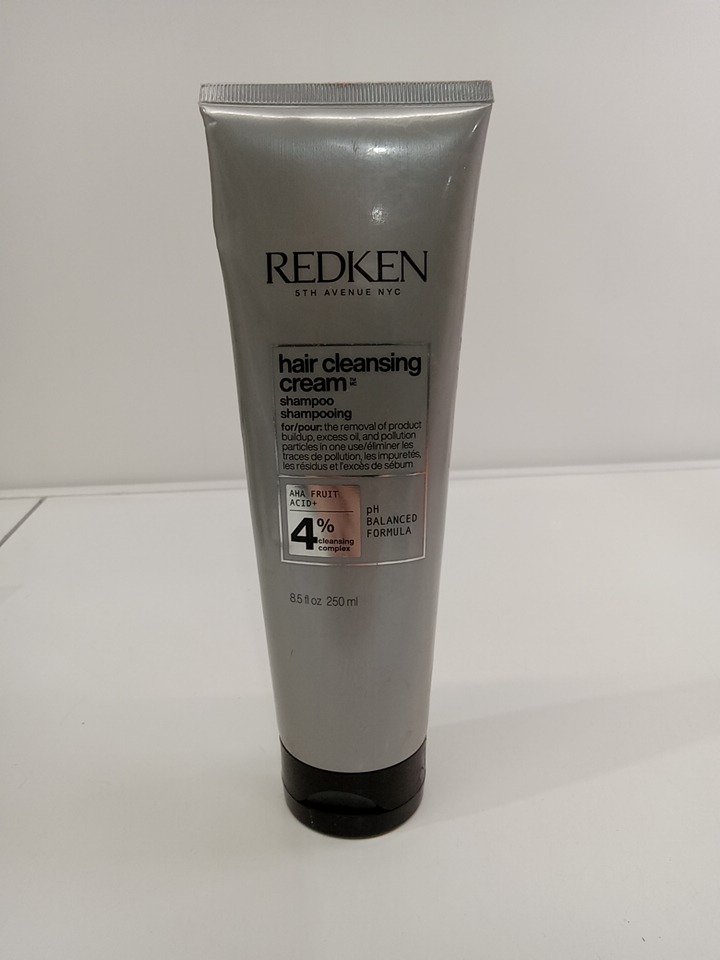 REDKEN
5TH AVENUE NYC
hair cleansing
cream™ MC
shampoo
shampooing
for/pour: the removal of product
buildup, excess oil, and pollution
particles in one use/éliminer les
traces de pollution, les impuretés,
les résidus et l'excès de sébum
AHA FRUIT
ACID+
4%
cleansing
complex
pH
BALANCED
FORMULA
8.5 fl oz 250 ml